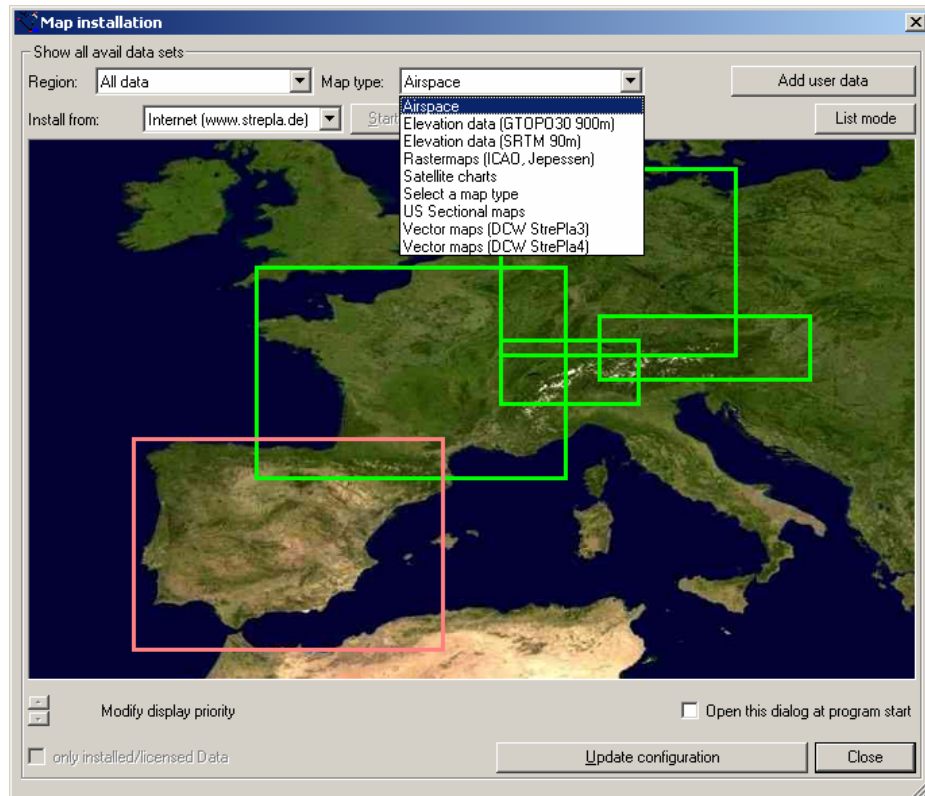 Map installation
Show all avail data sets
Region: All data Map type: Airspace Add user data
Install from: Internet (www.strepla.de) Start List mode
Airspace
Elevation data (GTOPO30 900m)
Elevation data (SRTM 90m)
Rastermaps (ICAO, Jepessen)
Satellite charts
Select a map type
US Sectional maps
Vector maps (DCW StrePla3)
Vector maps (DCW StrePla4)
Modify display priority
Open this dialog at program start
only installed/licensed Data
Update configuration
Close